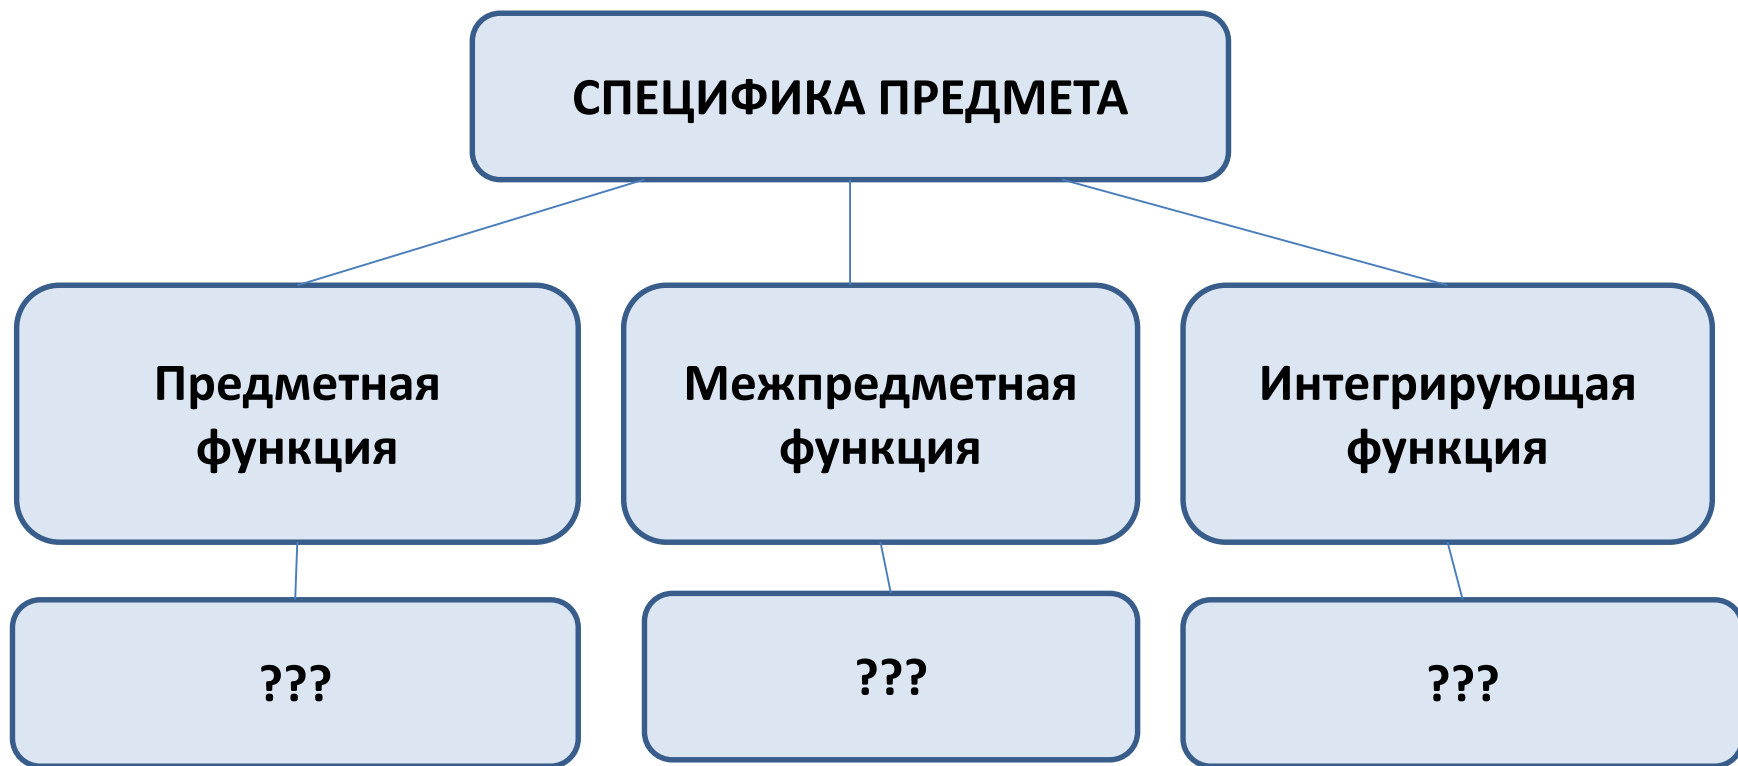 СПЕЦИФИКА ПРЕДМЕТА
Предметная
функция
Межпредметная
функция
Интегрирующая
функция
???
???
???